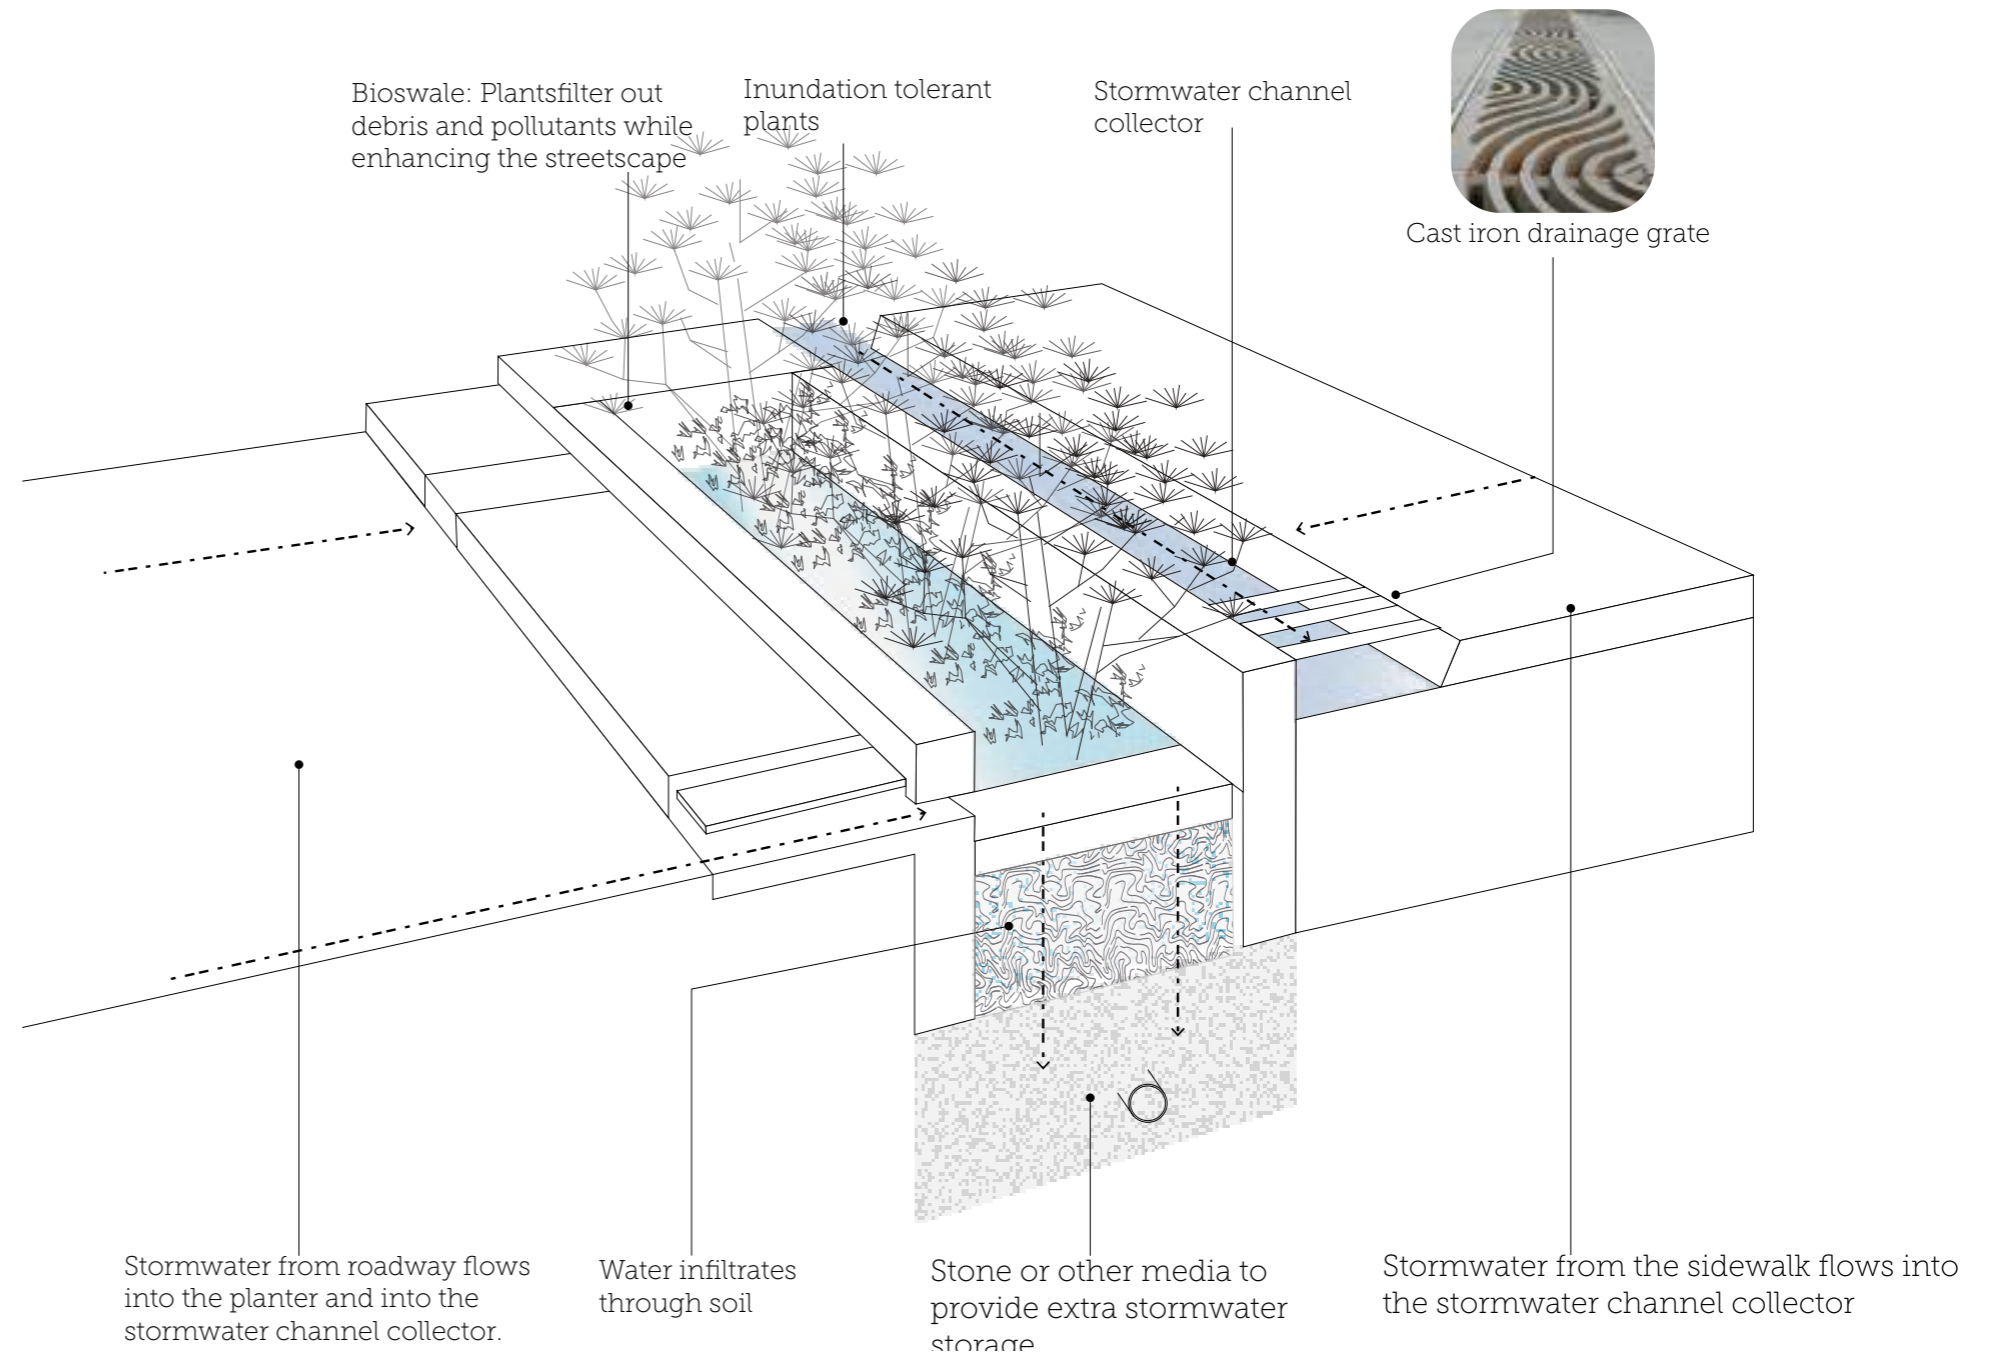 Bioswale: Plantsfilter out
debris and pollutants while
enhancing the streetscape
Inundation tolerant
plants
Stormwater channel
collector
Cast iron drainage grate
Stormwater from roadway flows
into the planter and into the
stormwater channel collector.
Water infiltrates
through soil
Stone or other media to
provide extra stormwater
storage
Stormwater from the sidewalk flows into
the stormwater channel collector